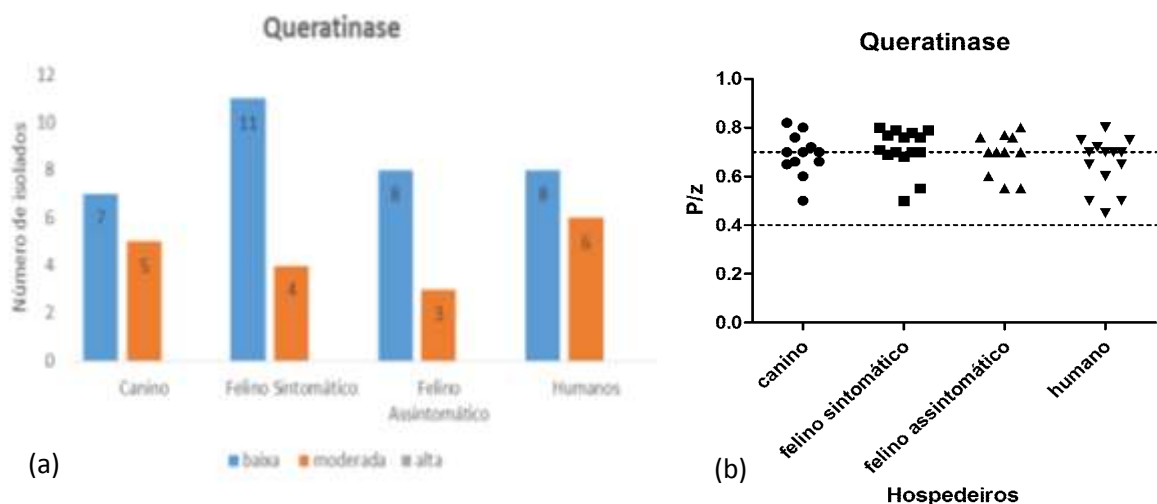 Queratinase
Número de isolados
12
10
8
6
4
2
0
7
5
11
4
8
3
8
6
Canino
Felino Sintomático
Felino
Assintomático
Humanos
baixa moderada alta
(a)
Queratinase
P/z
1.0
0.8
0.6
0.4
0.2
0.0
canino
felino sintomático
felino assintomático
humano
Hospedeiros
(b)